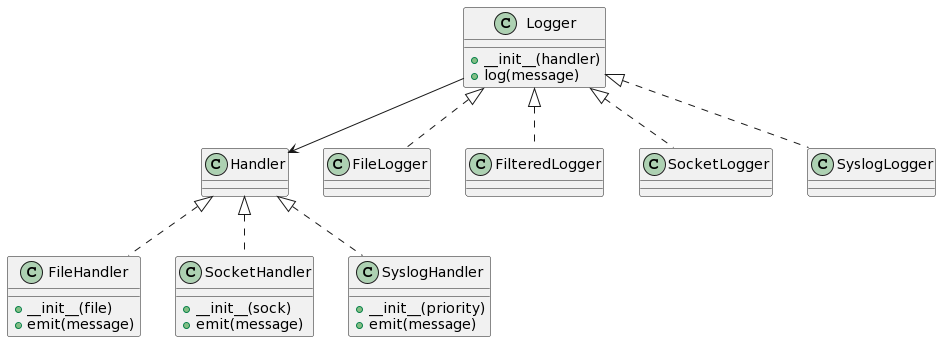 C Logger
__init__(handler)
log(message)
C Handler
C FileLogger
C FilteredLogger
C SocketLogger
C SyslogLogger
C FileHandler
__init__(file)
emit(message)
C SocketHandler
__init__(sock)
emit(message)
C SyslogHandler
__init__(priority)
emit(message)